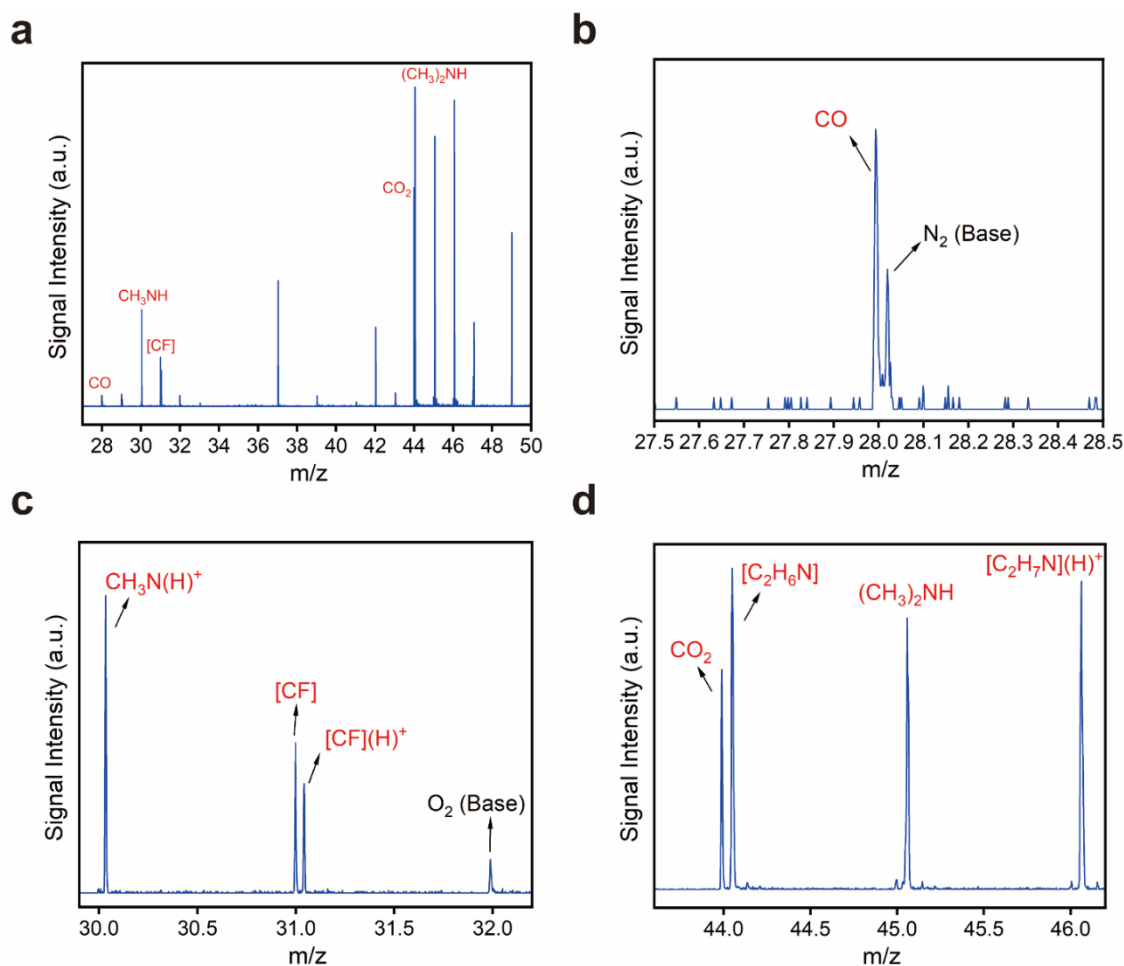 a
(CH₃)₂NH
CO₂
CH₃NH
[CF]
CO
Signal Intensity (a.u.)
28 30 32 34 36 38 40 42 44 46 48 50
m/z
b
CO
N₂ (Base)
Signal Intensity (a.u.)
27.5 27.6 27.7 27.8 27.9 28.0 28.1 28.2 28.3 28.4 28.5
m/z
c
CH₃N(H)⁺
[CF]
[CF](H)⁺
O₂ (Base)
Signal Intensity (a.u.)
30.0 30.5 31.0 31.5 32.0
m/z
d
[C₂H₇N](H)⁺
[C₂H₆N]
(CH₃)₂NH
CO₂
Signal Intensity (a.u.)
44.0 44.5 45.0 45.5 46.0
m/z